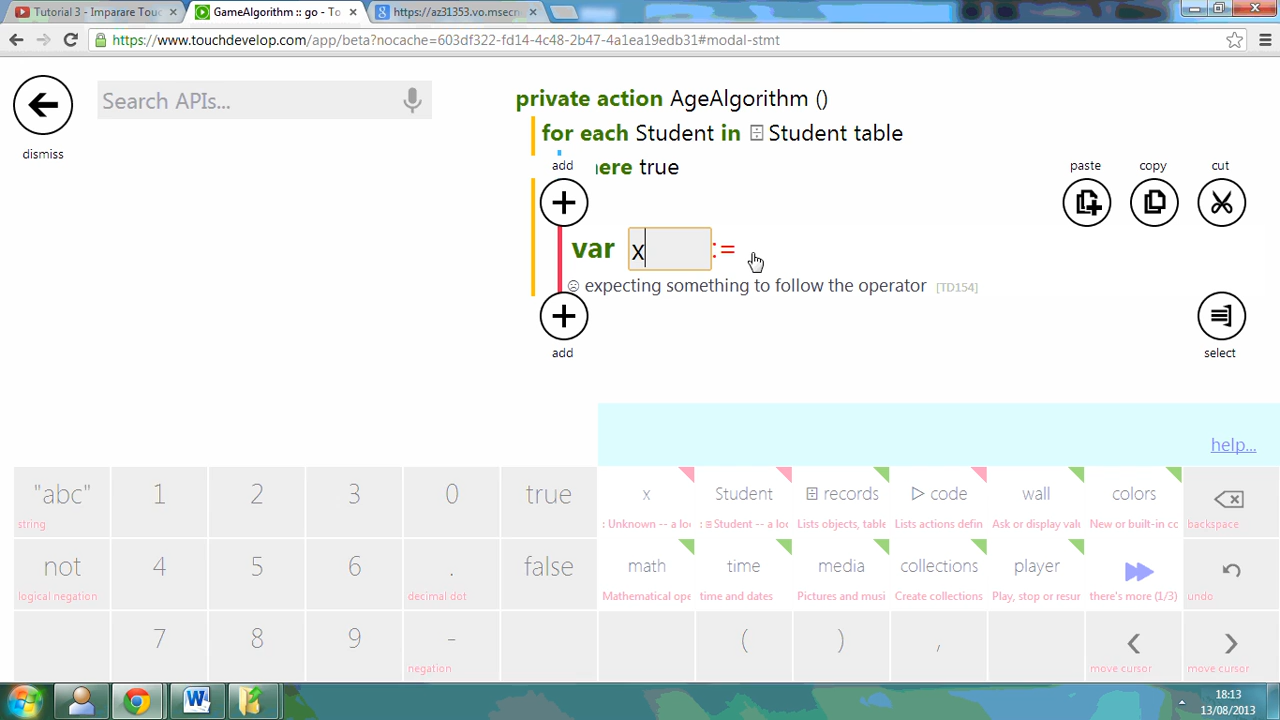 Tutorial 3 - Imparare Touc
GameAlgorithm :: go - To
https://az31353.vo.msecn
https://www.touchdevelop.com/app/beta?nocache=603df322-fd14-4c48-2b47-4a1ea19edb31#modal-stmt
dismiss
Search APIs...
private action AgeAlgorithm ()
for each Student in Student table
add
here true
paste
copy
cut
var x :=
expecting something to follow the operator [TD154]
add
select
help...
"abc" 1 2 3 0 true x Student records code wall colors
string : Unknown -- a loc : Student -- a loc Lists objects, table Lists actions defin Ask or display valu New or built-in co backspace
not 4 5 6 . false math time media collections player
logical negation decimal dot Mathematical ope time and dates Pictures and musi Create collections Play, stop or resur there's more (1/3) undo
7 8 9 - ( ) , < >
negation move cursor move cursor
18:13
13/08/2013